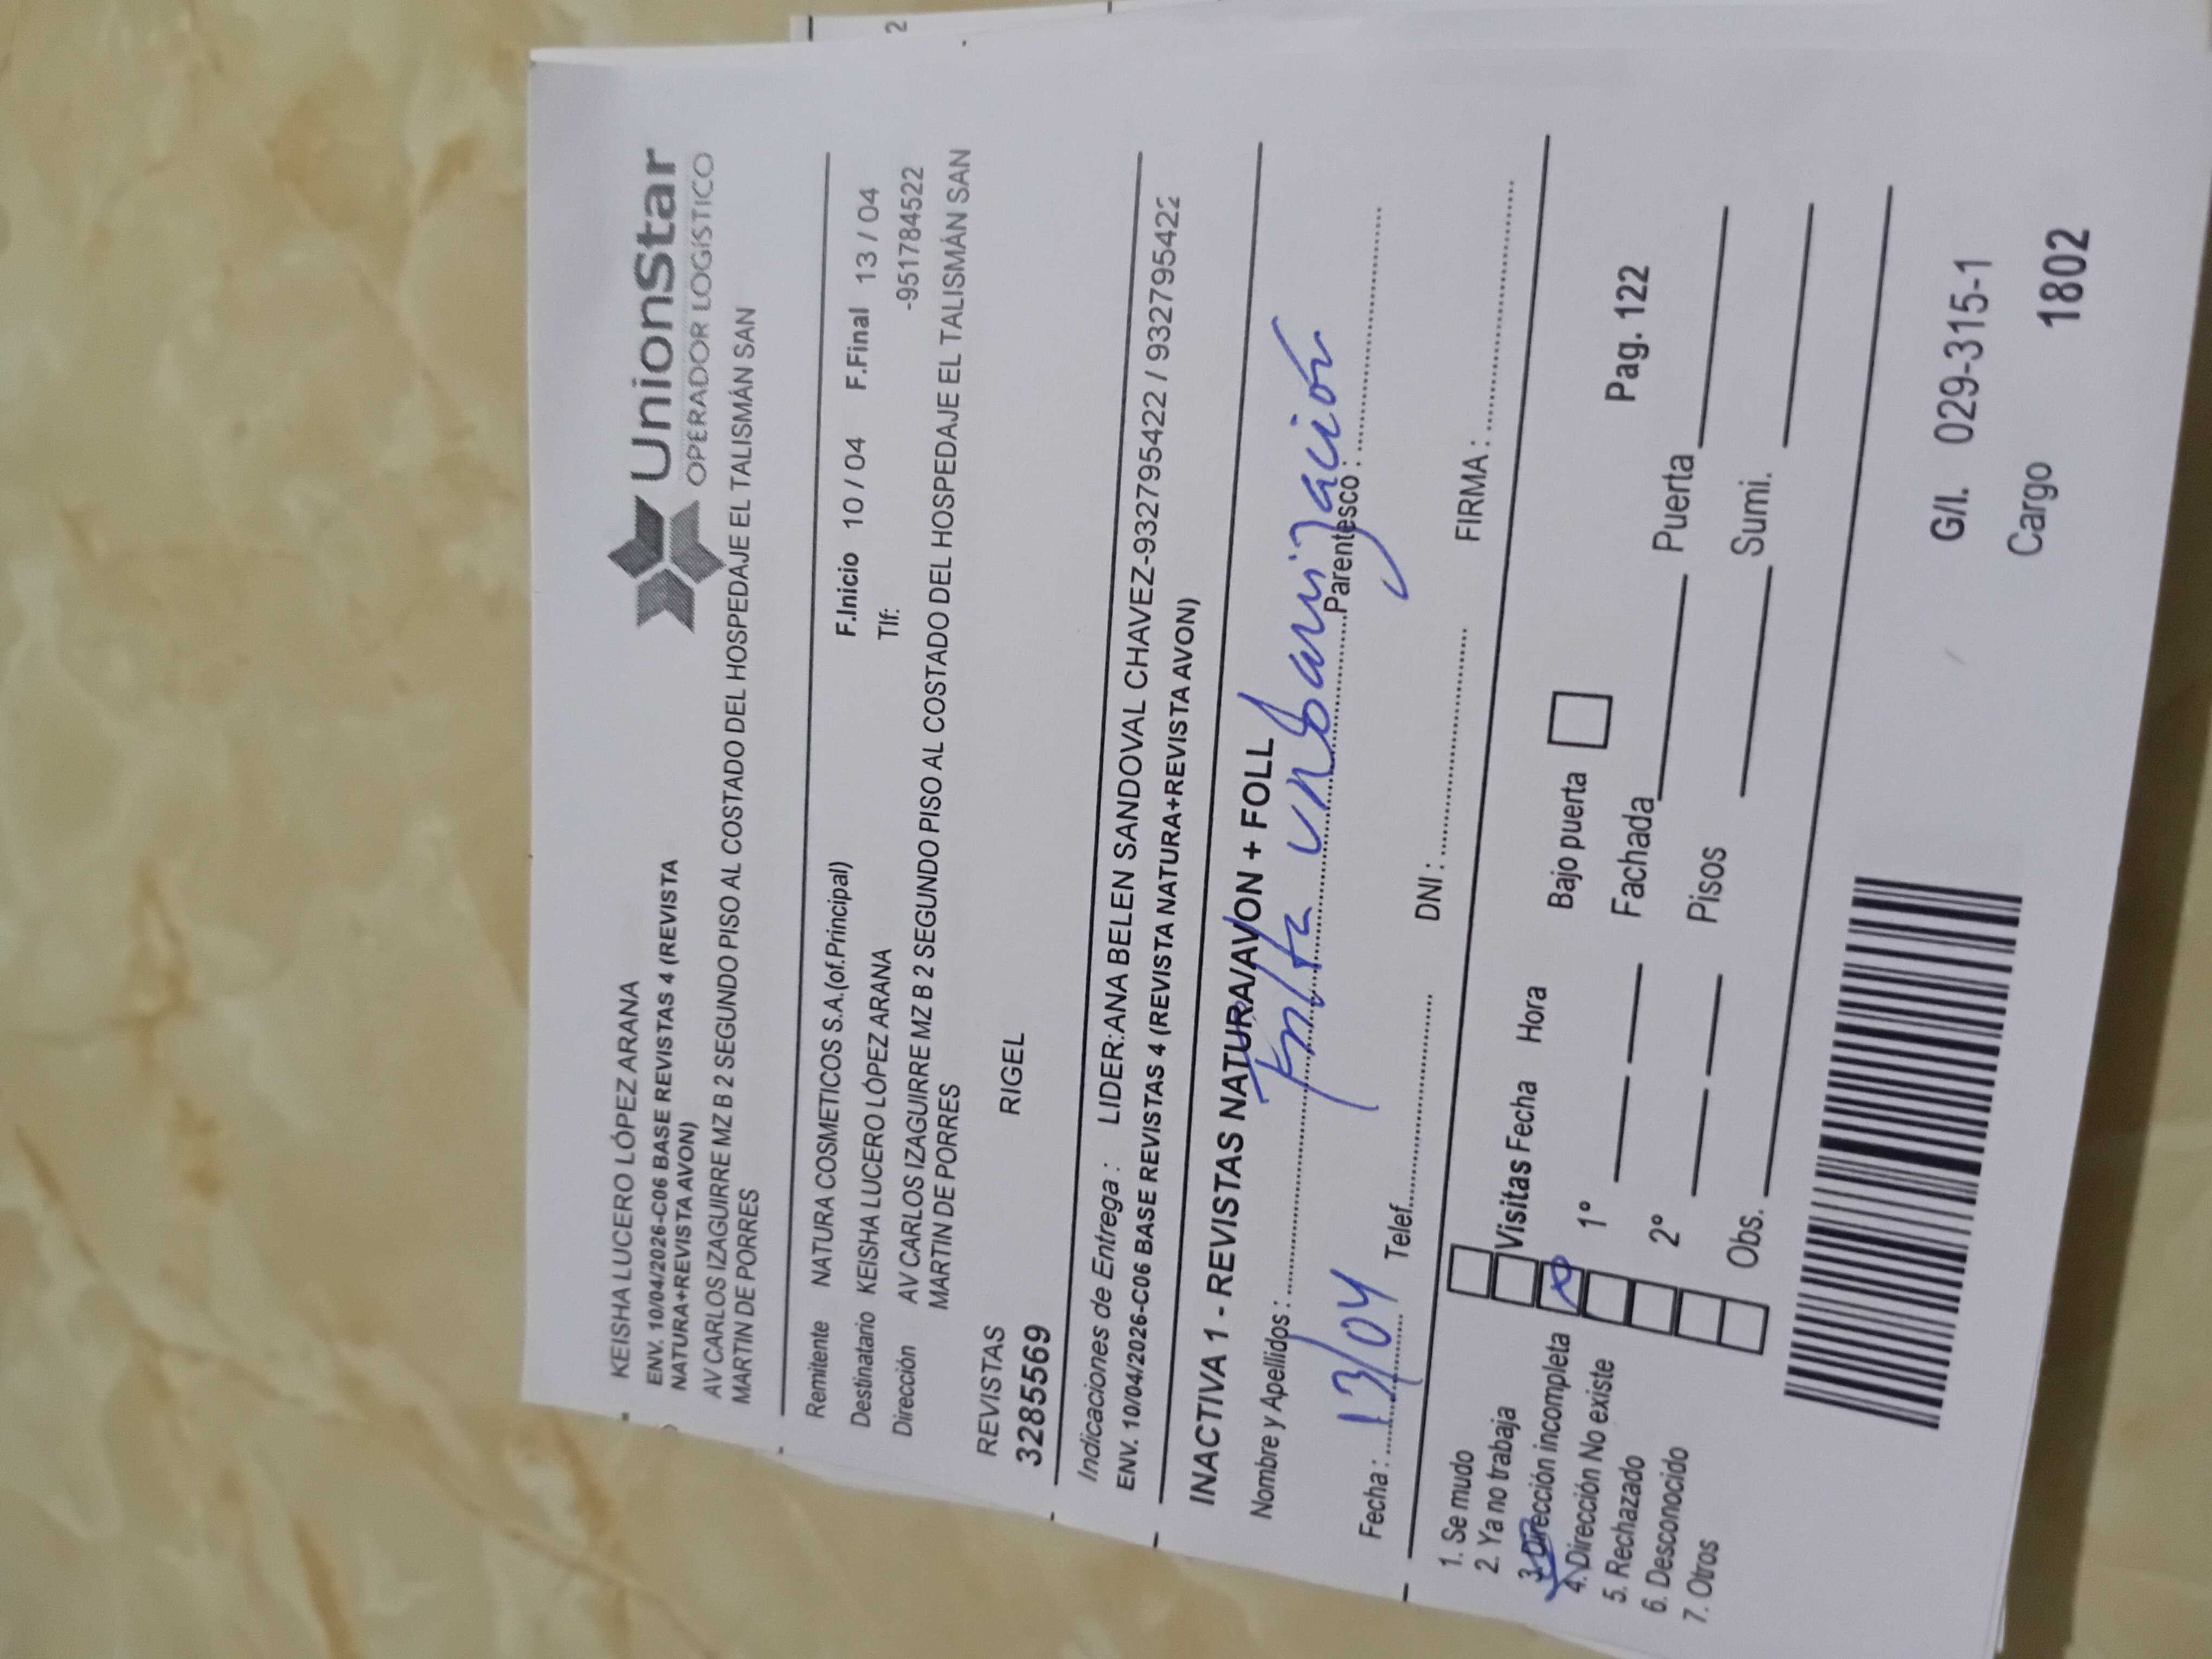 UnionStar
OPERADOR LOGÍSTICO
KEISHA LUCERO LÓPEZ ARANA
ENV. 10/04/2026-C06 BASE REVISTAS 4 (REVISTA
NATURA+REVISTA AVON)
AV CARLOS IZAGUIRRE MZ B 2 SEGUNDO PISO AL COSTADO DEL HOSPEDAJE EL TALISMÁN SAN
MARTIN DE PORRES
Remitente NATURA COSMETICOS S.A.(of.Principal) F.Inicio 10 / 04 F.Final 13 / 04
Destinatario KEISHA LUCERO LÓPEZ ARANA Tlf: -951784522
Dirección AV CARLOS IZAGUIRRE MZ B 2 SEGUNDO PISO AL COSTADO DEL HOSPEDAJE EL TALISMÁN SAN
MARTIN DE PORRES
REVISTAS RIGEL
3285569
Indicaciones de Entrega : LIDER:ANA BELEN SANDOVAL CHAVEZ-932795422 / 932795422
ENV. 10/04/2026-C06 BASE REVISTAS 4 (REVISTA NATURA+REVISTA AVON)
INACTIVA 1 - REVISTAS NATURA/AVON + FOLL
Nombre y Apellidos : Falta urbanización Parentesco :
Fecha : 13/04 Telef. DNI : FIRMA :
1. Se mudo
2. Ya no trabaja Visitas Fecha Hora Bajo puerta Pag. 122
3. Dirección incompleta 1° Fachada Puerta
4. Dirección No existe
5. Rechazado 2° Pisos Sumi.
6. Desconocido
7. Otros Obs.
G/I. 029-315-1
Cargo 1802
2